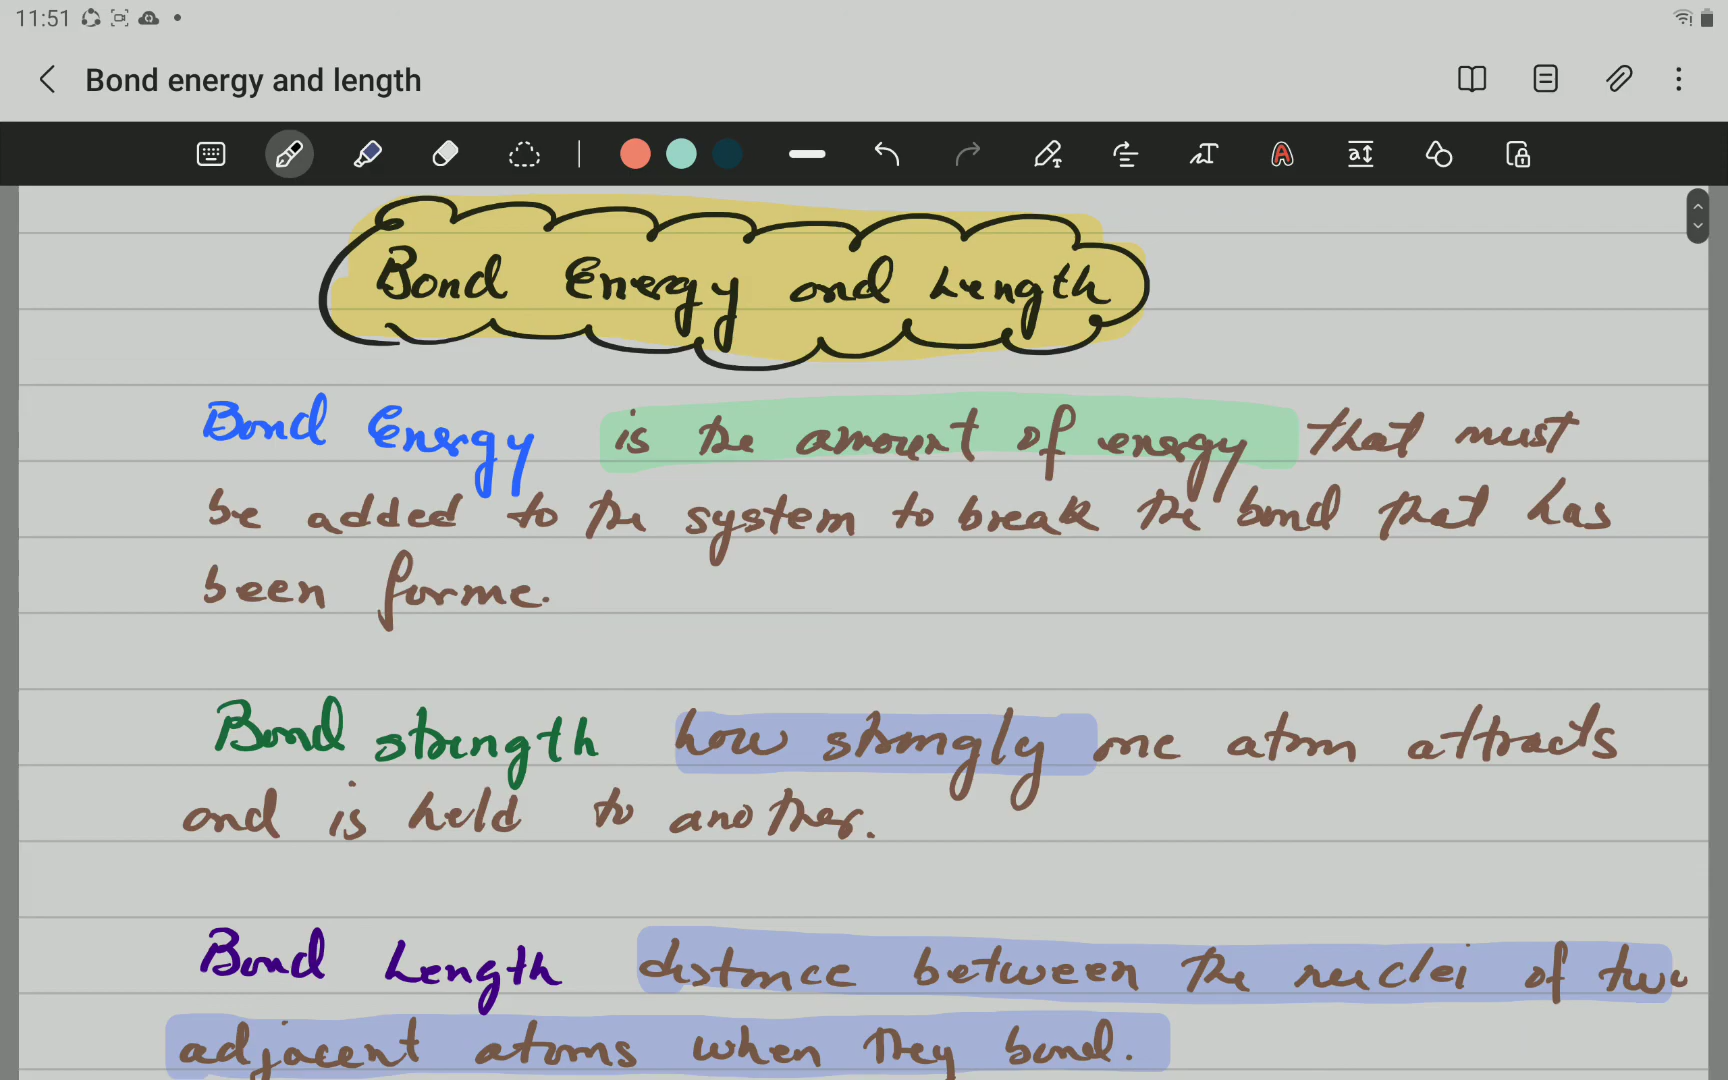 11:51
Bond energy and length
Bond Energy and Length
Bond Energy is the amount of energy that must
be added to the system to break the bond that has
been forme.
Bond strength how strongly one atom attracts
and is held to another.
Bond Length distance between the nuclei of two
adjacent atoms when they bond.